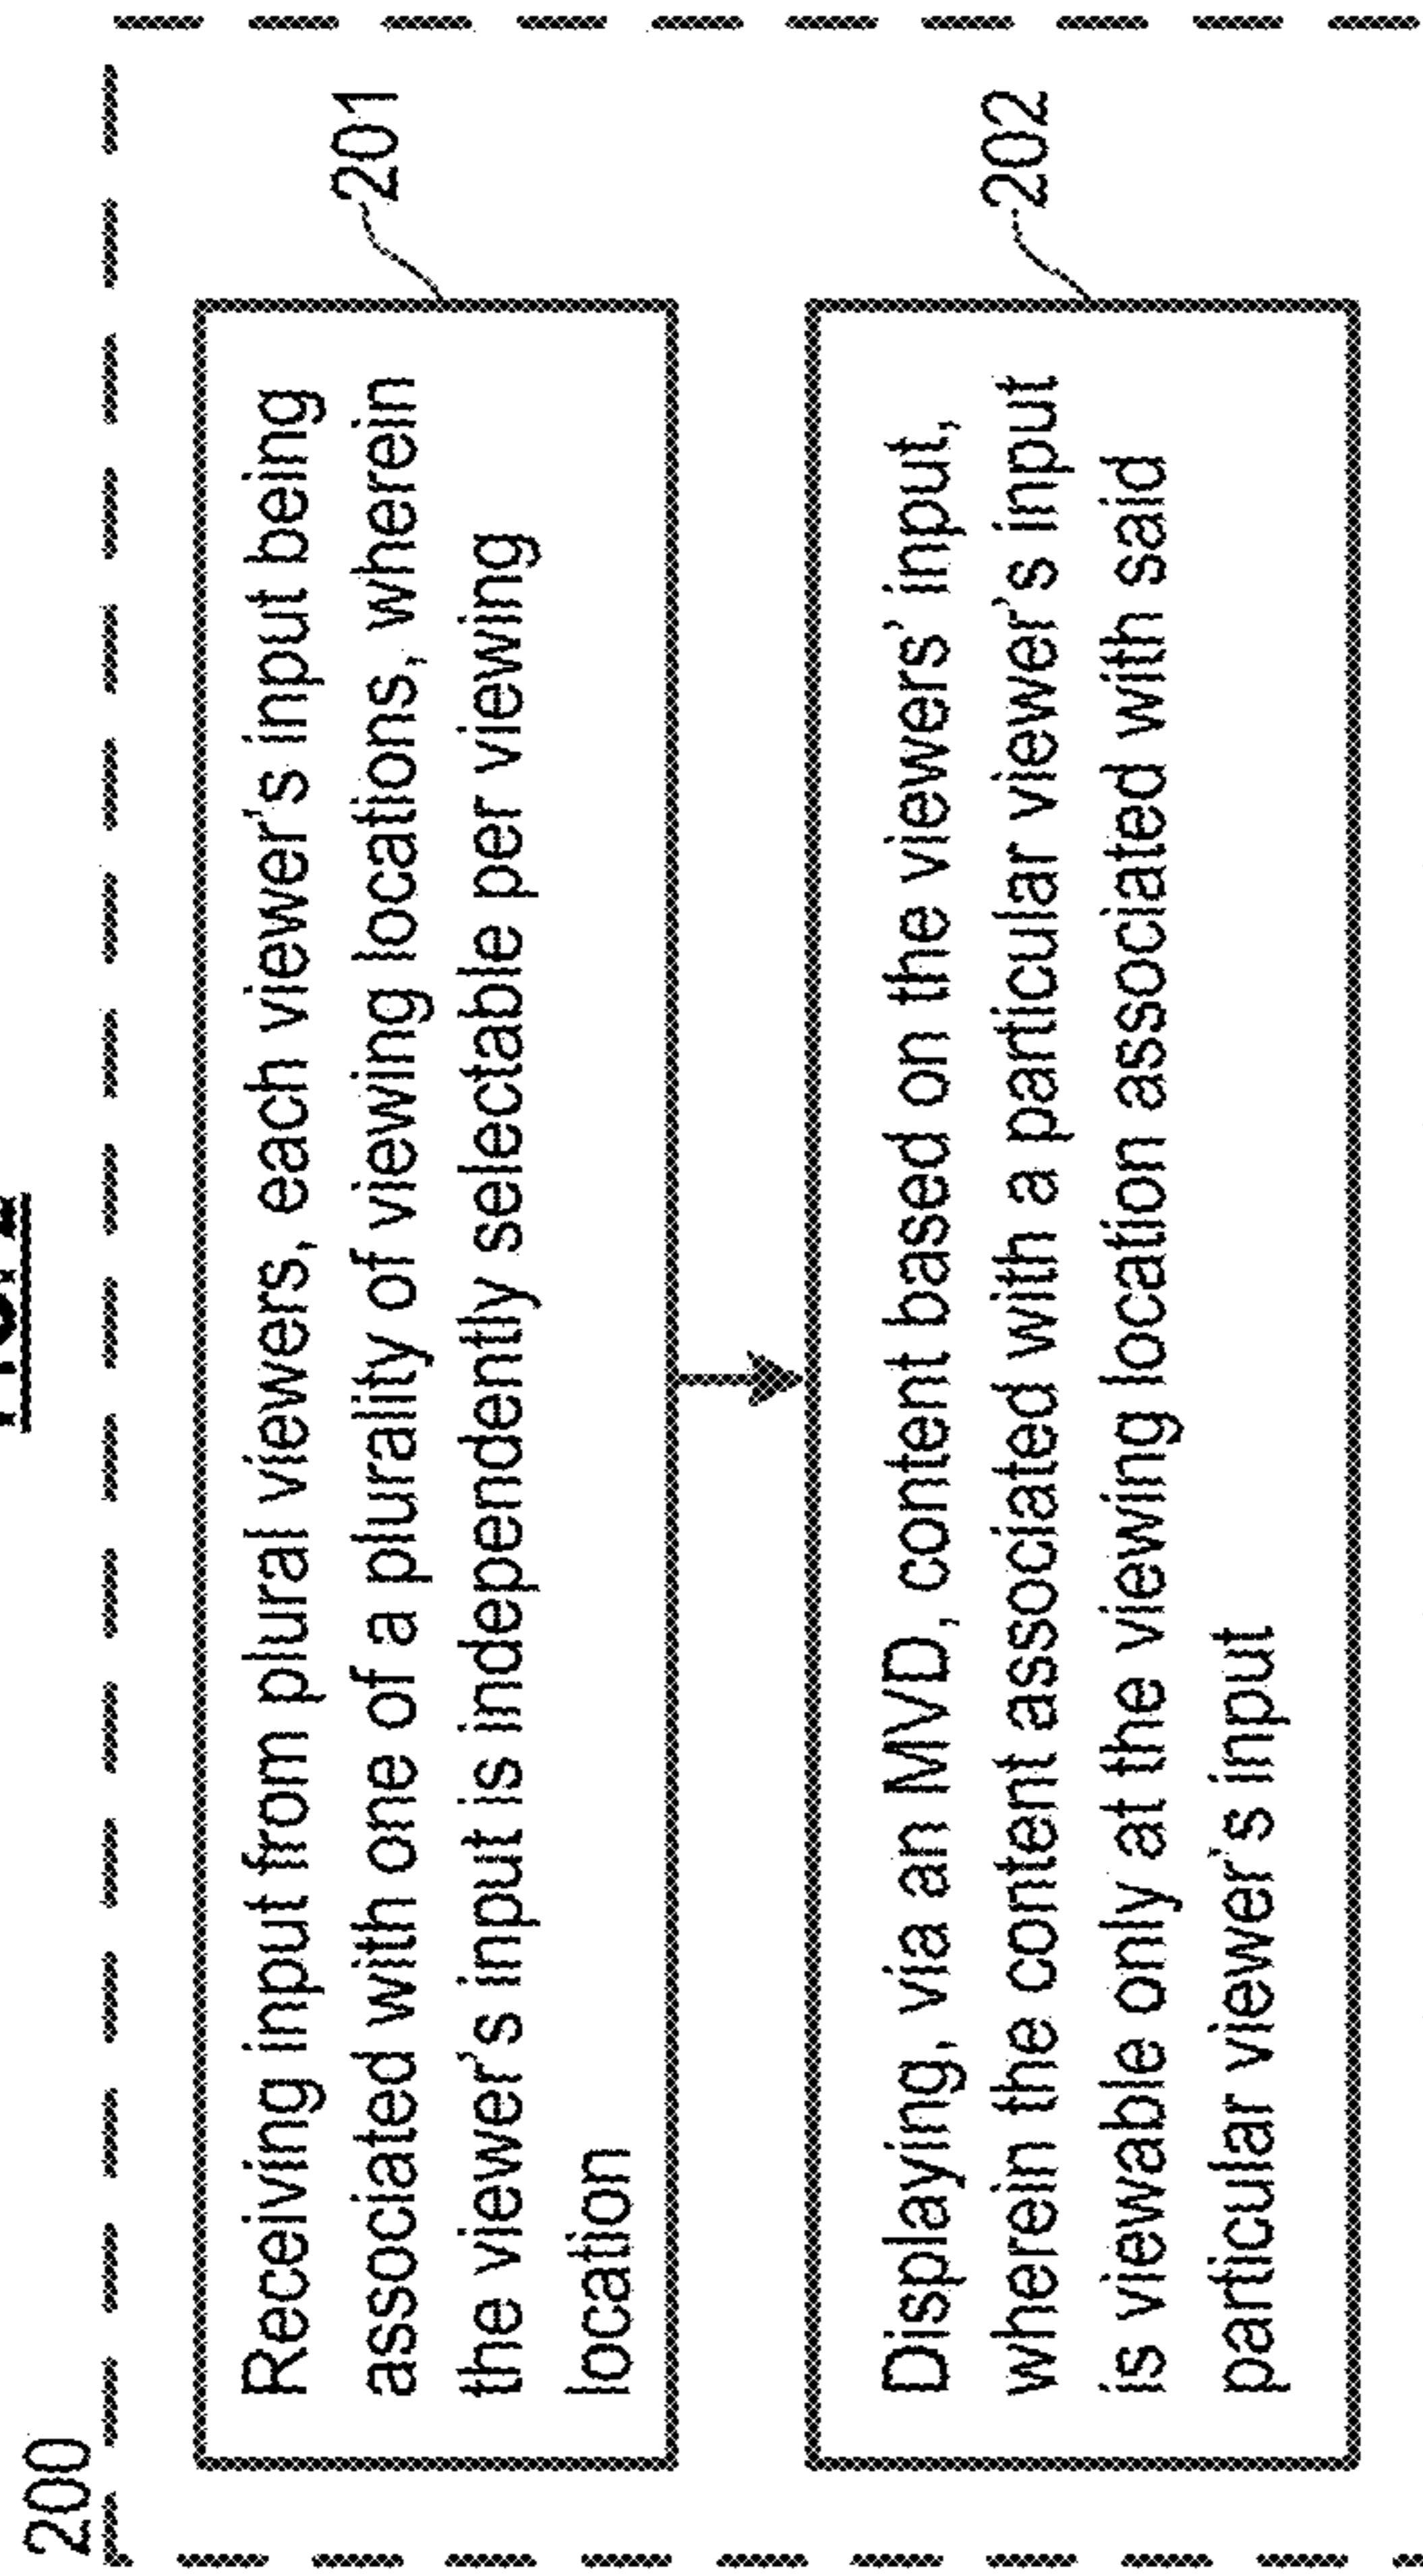 200
Receiving input from plural viewers, each viewer's input being
associated with one of a plurality of viewing locations, wherein
the viewer's input is independently selectable per viewing
location
201
Displaying, via an MVD, content based on the viewers' input,
wherein the content associated with a particular viewer's input
is viewable only at the viewing location associated with said
particular viewer's input
202